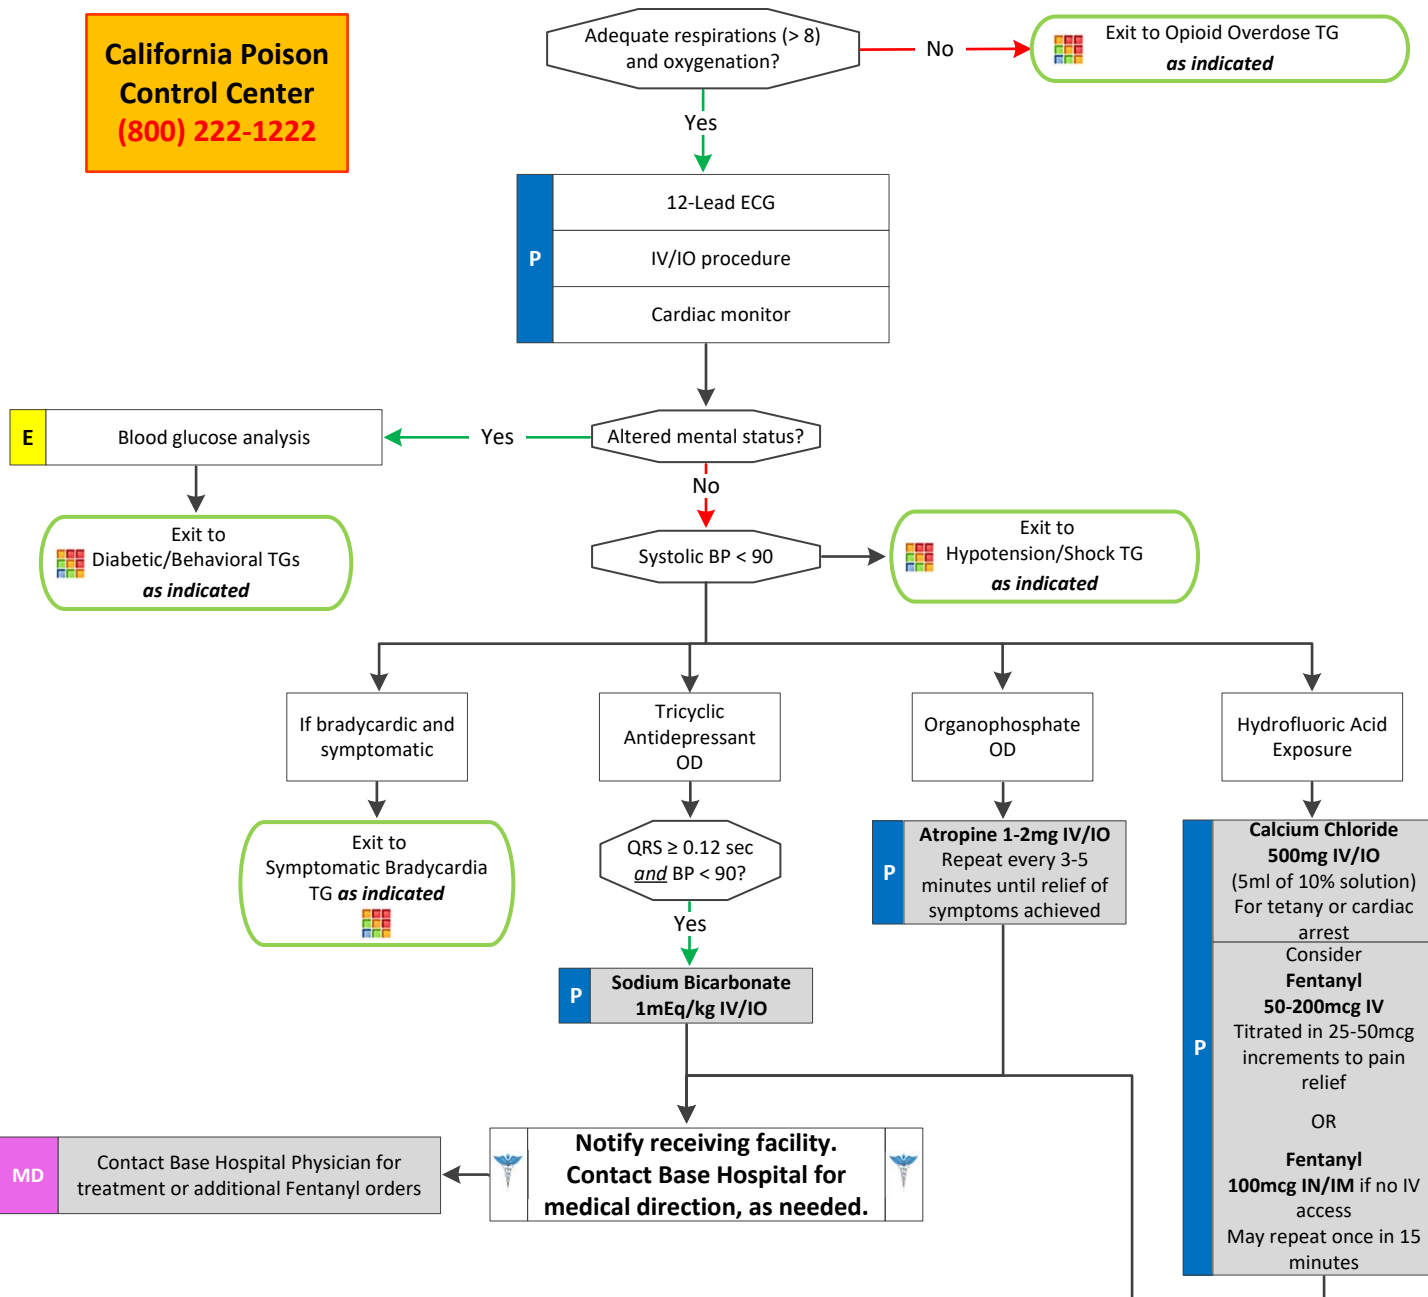 California Poison
Control Center
(800) 222-1222
Adequate respirations (> 8)
and oxygenation?
No
Exit to Opioid Overdose TG
as indicated
Yes
P
12-Lead ECG
IV/IO procedure
Cardiac monitor
E
Blood glucose analysis
Yes
Altered mental status?
No
Exit to
Diabetic/Behavioral TGs
as indicated
Systolic BP < 90
Exit to
Hypotension/Shock TG
as indicated
If bradycardic and
symptomatic
Tricyclic
Antidepressant
OD
Organophosphate
OD
Hydrofluoric Acid
Exposure
Exit to
Symptomatic Bradycardia
TG as indicated
QRS ≥ 0.12 sec
and BP < 90?
Yes
P
Sodium Bicarbonate
1mEq/kg IV/IO
P
Atropine 1-2mg IV/IO
Repeat every 3-5
minutes until relief of
symptoms achieved
P
Calcium Chloride
500mg IV/IO
(5ml of 10% solution)
For tetany or cardiac
arrest
Consider
Fentanyl
50-200mcg IV
Titrated in 25-50mcg
increments to pain
relief
OR
Fentanyl
100mcg IN/IM if no IV
access
May repeat once in 15
minutes
Notify receiving facility.
Contact Base Hospital for
medical direction, as needed.
MD
Contact Base Hospital Physician for
treatment or additional Fentanyl orders